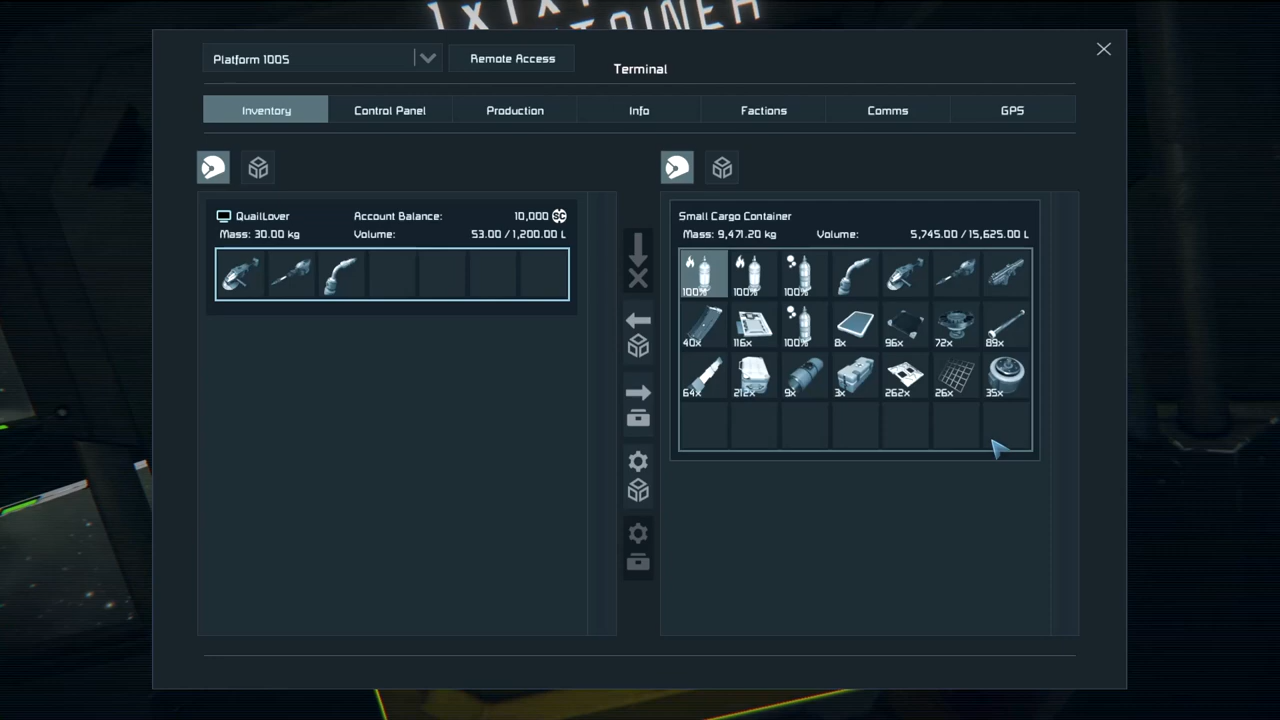 1X1X1
CONTAINER
Platform 1005
Remote Access
Terminal
Inventory
Control Panel
Production
Info
Factions
Comms
GPS
QuailLover
Account Balance:
10,000 SC
Mass: 30.00 kg
Volume:
53.00 / 1,200.00 L
Small Cargo Container
Mass: 9,471.20 kg
Volume:
5,745.00 / 15,625.00 L
100% 100% 100%
40x 116x 100% 8x 96x 72x 89x
64x 212x 9x 3x 262x 26x 35x